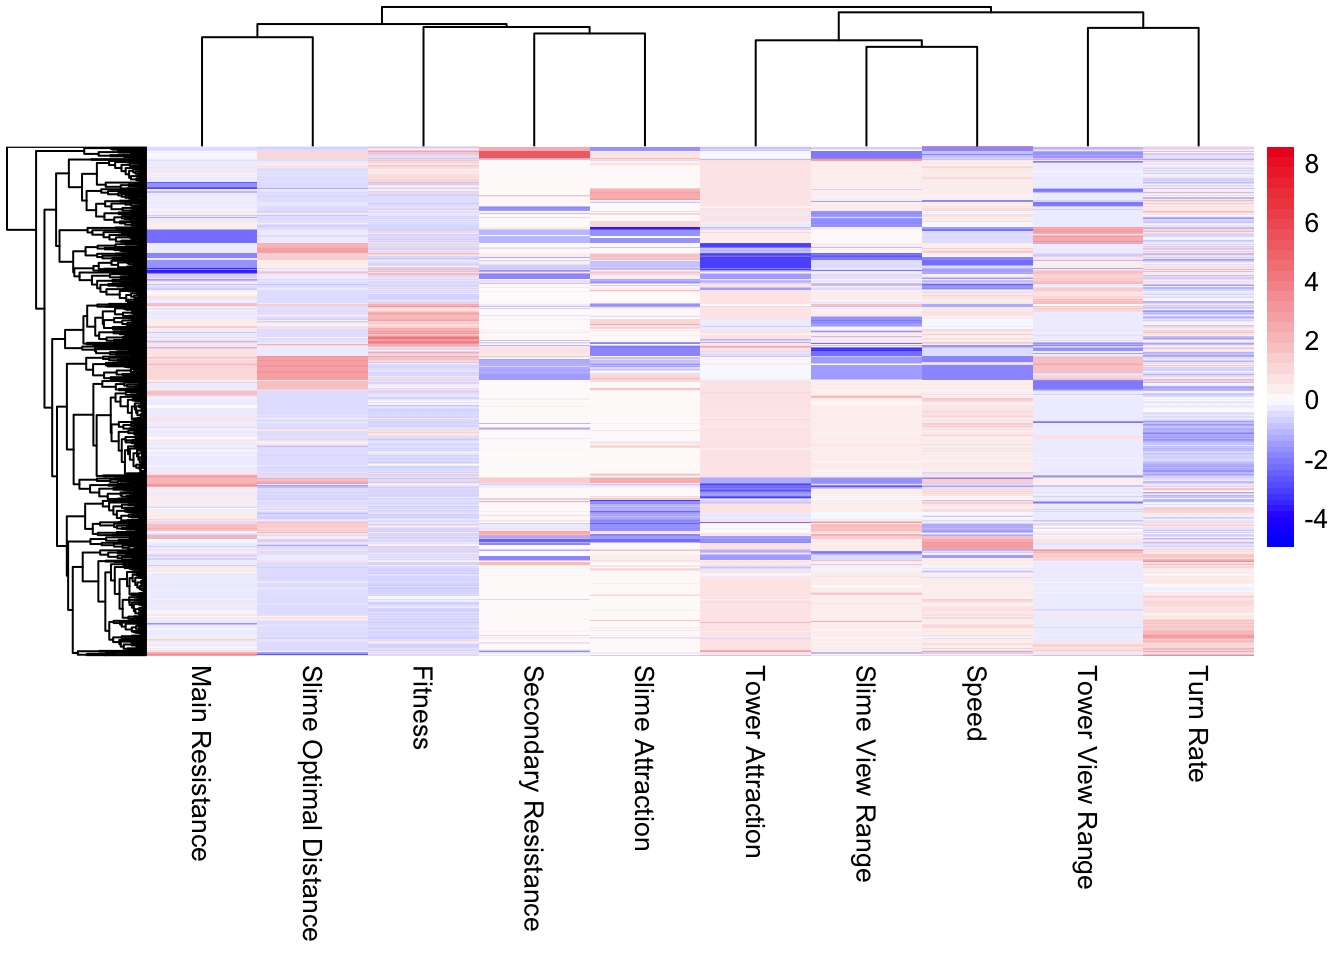 8
6
4
2
0
-2
-4
Main Resistance
Slime Optimal Distance
Fitness
Secondary Resistance
Slime Attraction
Tower Attraction
Slime View Range
Speed
Tower View Range
Turn Rate